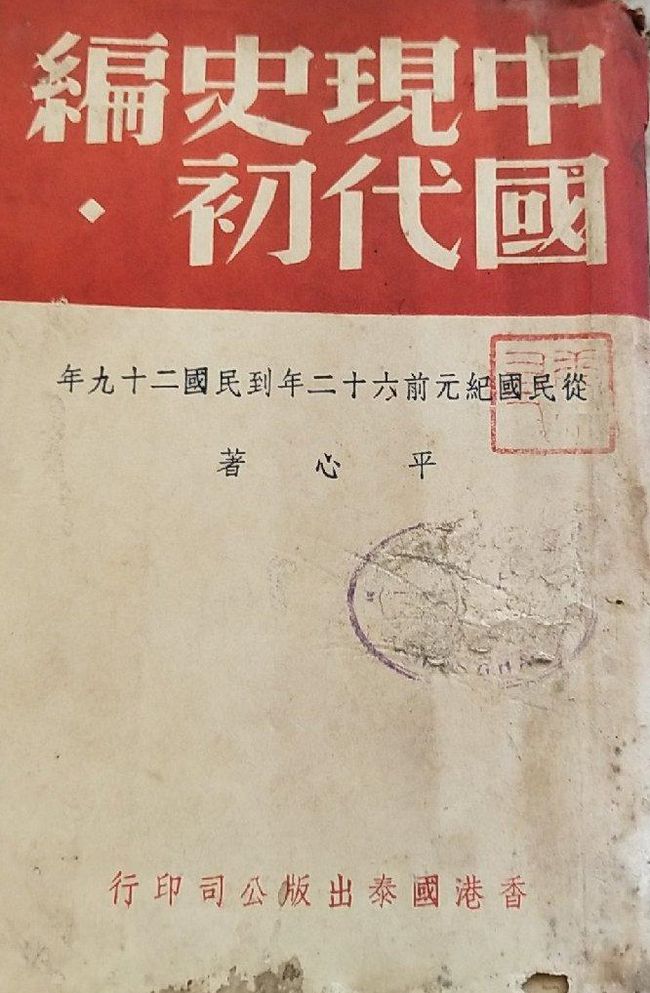 中國現代史初編·
從民國紀元前六十二年到民國二十九年
平心著
香港國泰出版公司印行